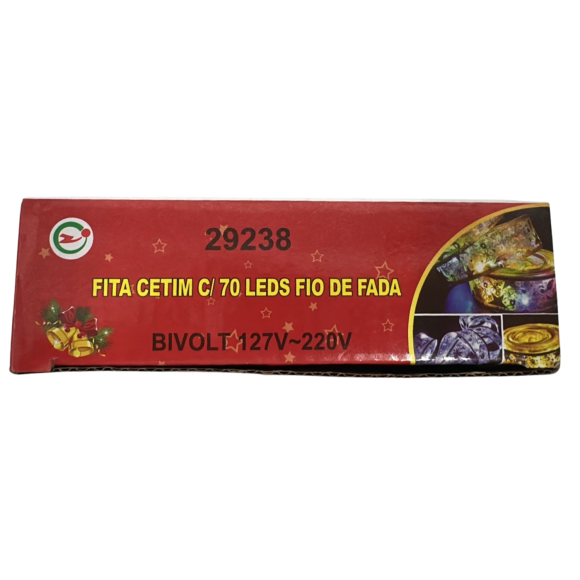 29238
FITA CETIM C/ 70 LEDS FIO DE FADA
BIVOLT 127V~220V